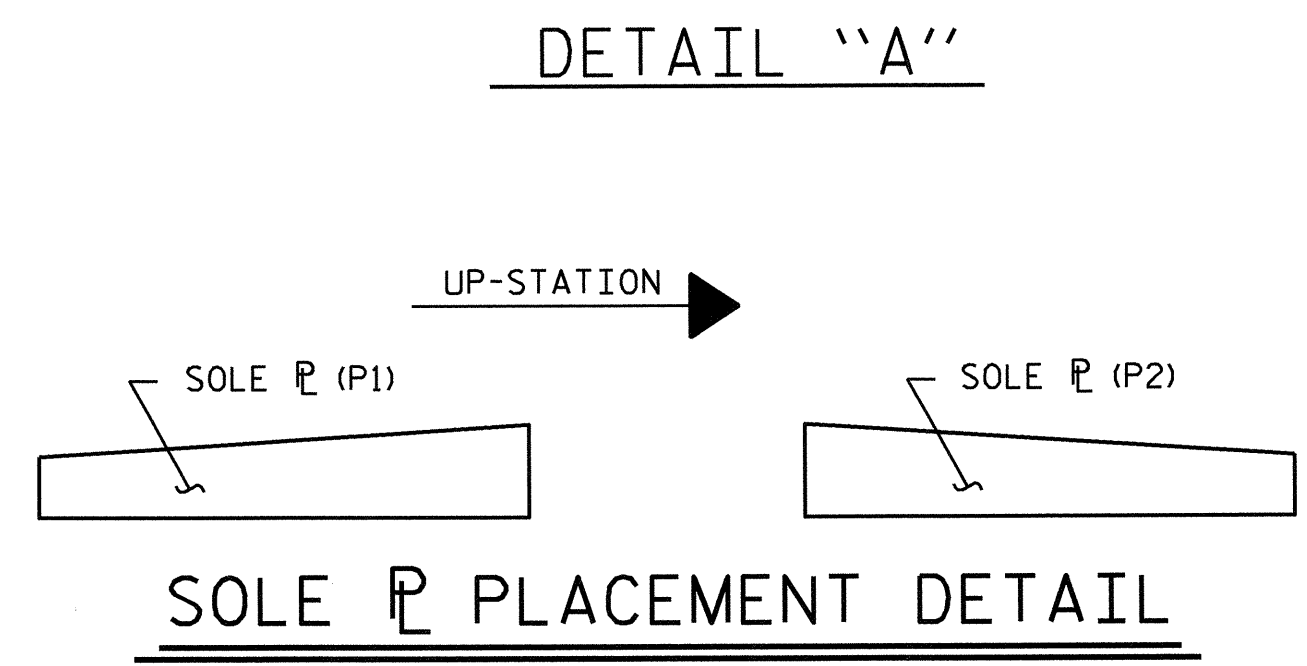 DETAIL "A"
UP-STATION
SOLE ⅊ (P1)
SOLE ⅊ (P2)
SOLE ⅊ PLACEMENT DETAIL